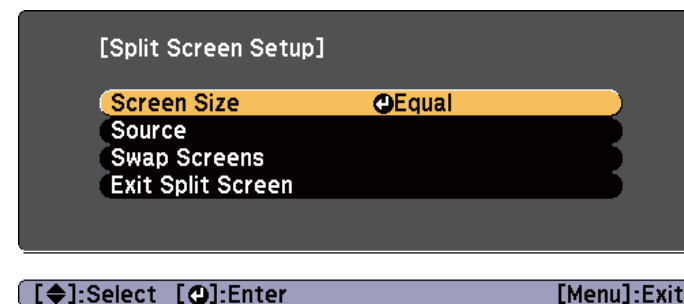 [Split Screen Setup]
Screen Size Equal
Source
Swap Screens
Exit Split Screen
[]:Select []:Enter [Menu]:Exit